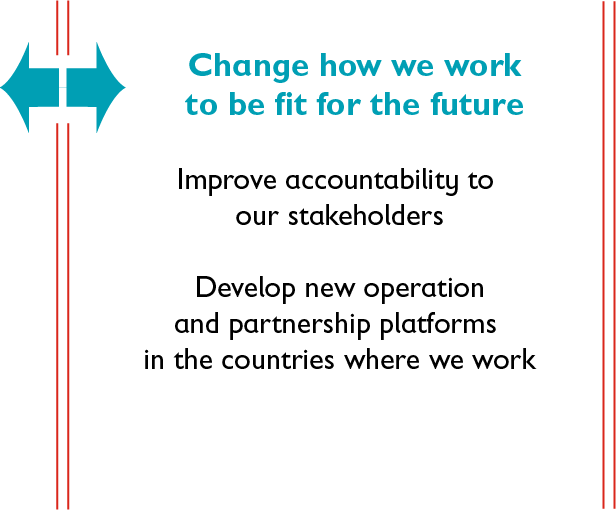 Change how we work
to be fit for the future
Improve accountability to
our stakeholders
Develop new operation
and partnership platforms
in the countries where we work